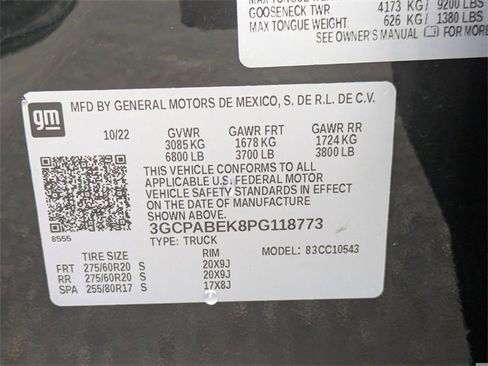 MAX TONGUE WEIGHT:
GOOSENECK TWR: 4173 KG / 9200 LBS
MAX TONGUE WEIGHT: 626 KG / 1380 LBS
SEE OWNER'S MANUAL FOR MORE
gm
MFD BY GENERAL MOTORS DE MEXICO, S. DE R.L. DE C.V.
10/22 GVWR GAWR FRT GAWR RR
3085 KG 1678 KG 1724 KG
6800 LB 3700 LB 3800 LB
THIS VEHICLE CONFORMS TO ALL
APPLICABLE U.S. FEDERAL MOTOR
VEHICLE SAFETY STANDARDS IN EFFECT
ON THE DATE OF MANUFACTURE
SHOWN ABOVE.
3GCPABEK8PG118773
8555 TYPE: TRUCK MODEL: 83CC10543
TIRE SIZE RIM
FRT 275/60R20 S 20X9J
RR 275/60R20 S 20X9J
SPA 255/80R17 S 17X8J